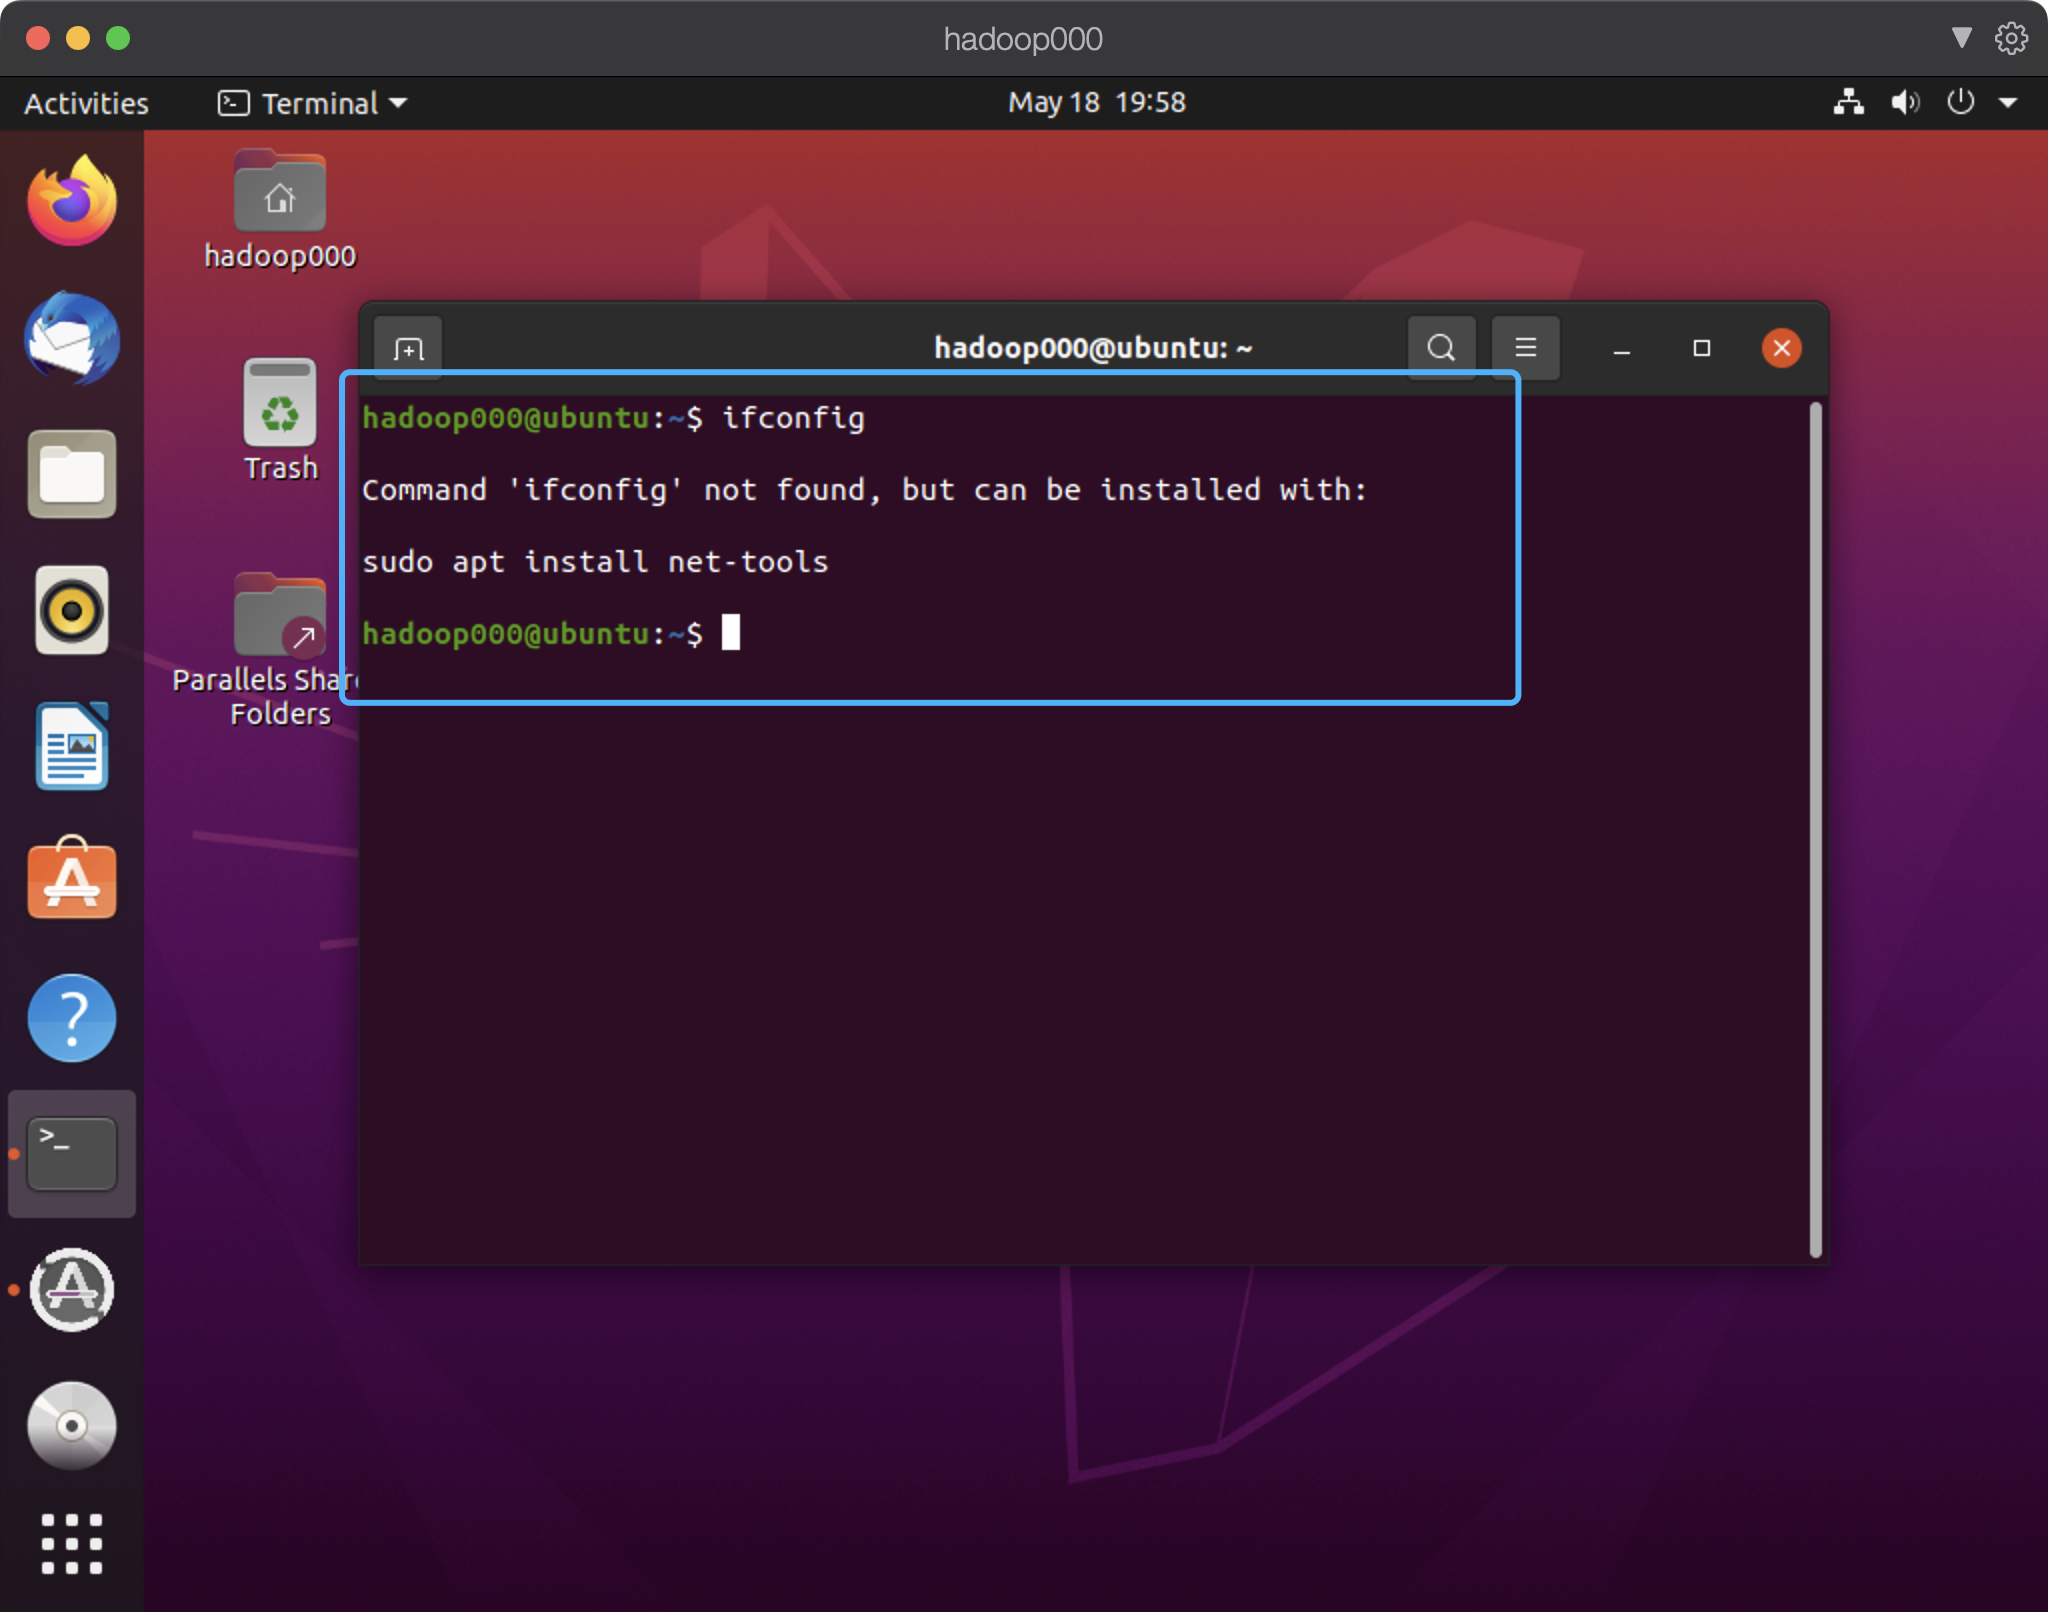 hadoop000
Activities
Terminal
May 18 19:58
hadoop000
Trash
Parallels Shar
Folders
hadoop000@ubuntu: ~
hadoop000@ubuntu:~$ ifconfig
Command 'ifconfig' not found, but can be installed with:
sudo apt install net-tools
hadoop000@ubuntu:~$